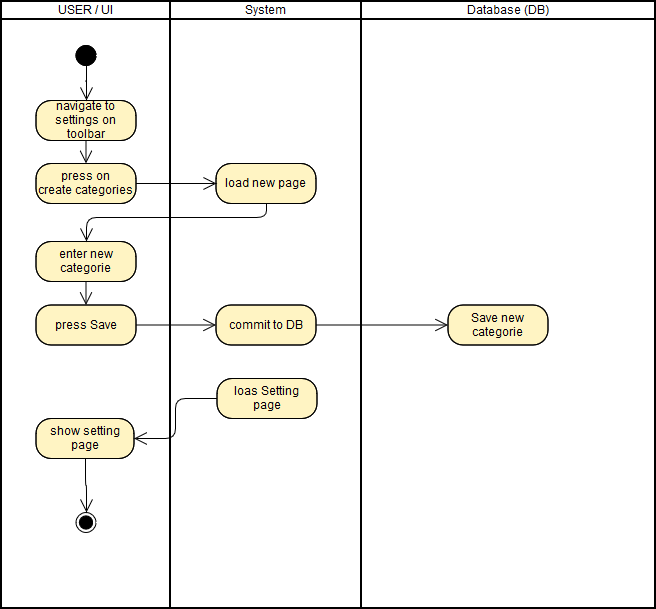 USER / UI
System
Database (DB)
navigate to
settings on
toolbar
press on
create categories
load new page
enter new
categorie
press Save
commit to DB
Save new
categorie
loas Setting
page
show setting
page